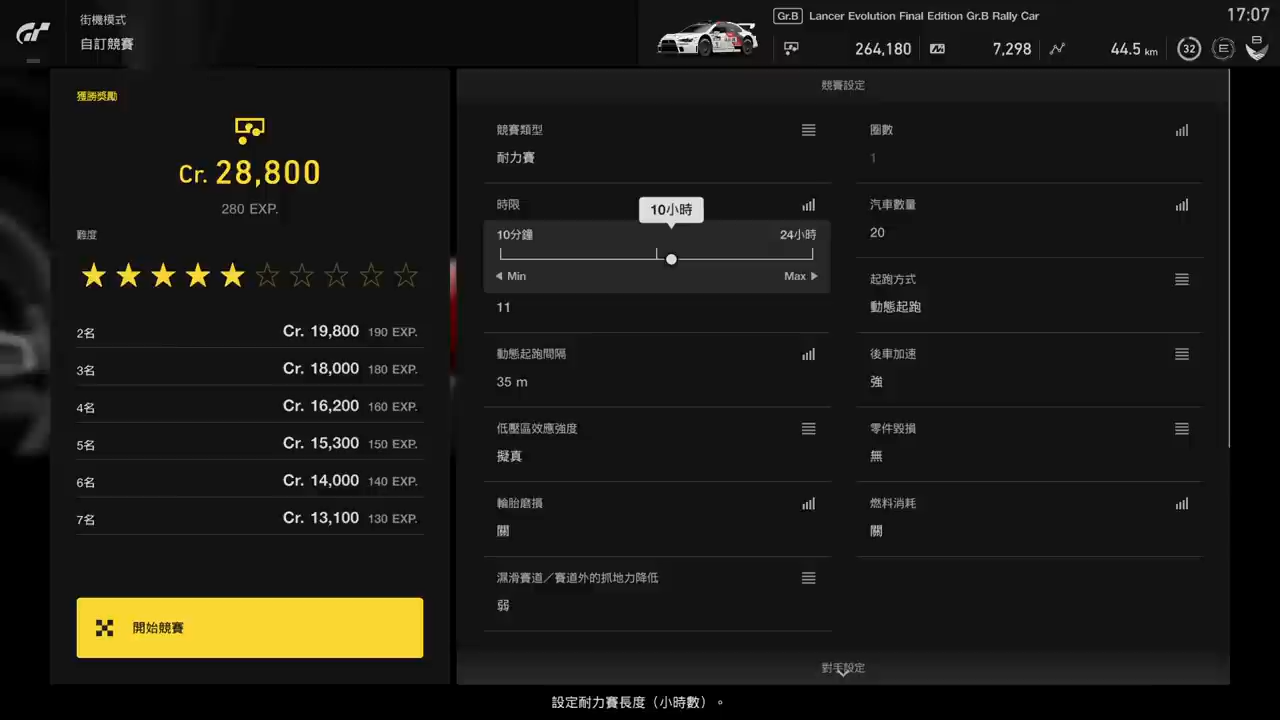 街機模式
自訂競賽
Gr.B Lancer Evolution Final Edition Gr.B Rally Car
264,180 7,298 44.5 km 32 E B
17:07
獲勝獎勵
Cr. 28,800
280 EXP.
難度
2名 Cr. 19,800 190 EXP.
3名 Cr. 18,000 180 EXP.
4名 Cr. 16,200 160 EXP.
5名 Cr. 15,300 150 EXP.
6名 Cr. 14,000 140 EXP.
7名 Cr. 13,100 130 EXP.
開始競賽
競賽設定
競賽類型
耐力賽
圈數
1
時限
10小時
10分鐘 24小時
Min Max
11
汽車數量
20
起跑方式
動態起跑
動態起跑間隔
35 m
後車加速
強
低壓區效應強度
擬真
零件毀損
無
輪胎磨損
關
燃料消耗
關
濕滑賽道／賽道外的抓地力降低
弱
對手設定
設定耐力賽長度（小時數）。